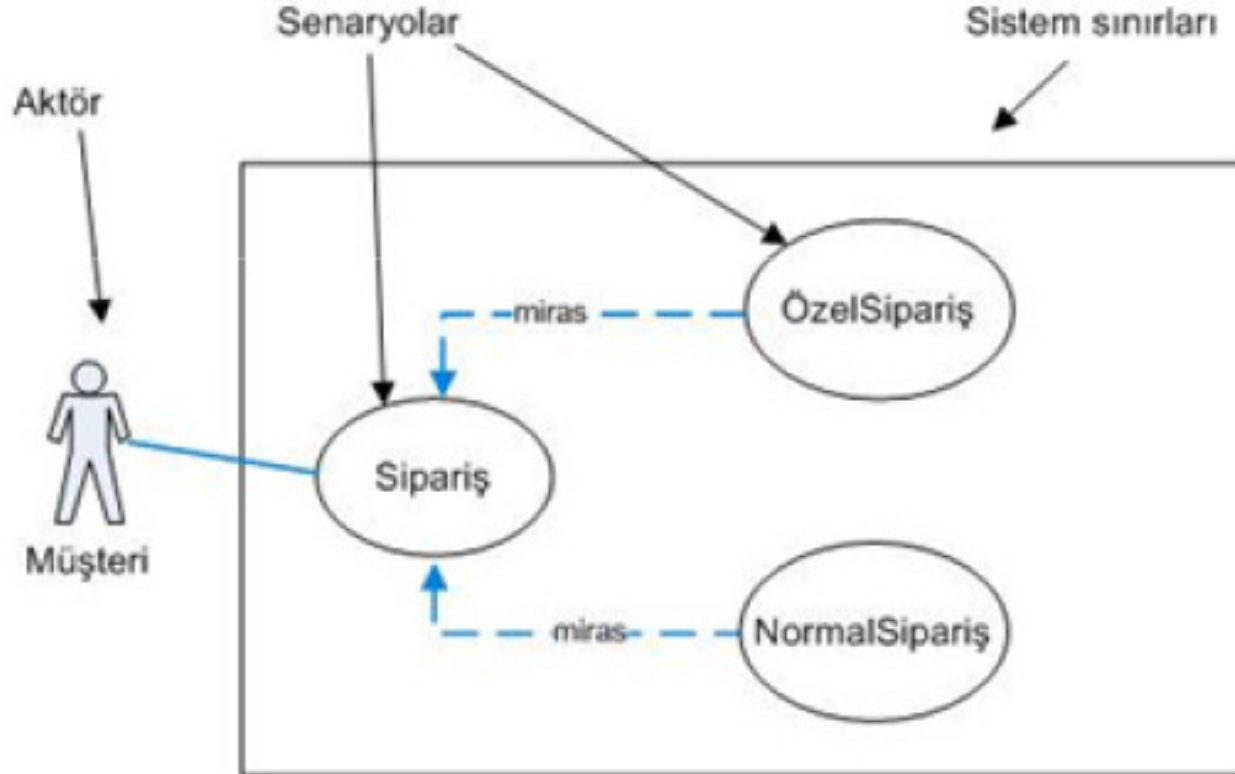 Senaryolar
Sistem sınırları
Aktör
miras
ÖzelSipariş
Sipariş
Müşteri
miras
NormalSipariş